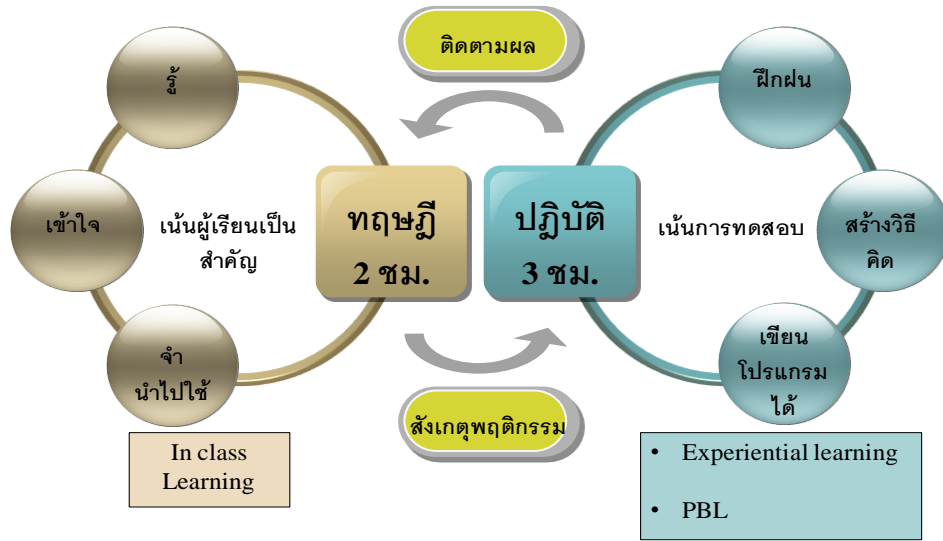 ติดตามผล
รู้
ฝึกฝน
เข้าใจ
เน้นผู้เรียนเป็น
สำคัญ
ทฤษฎี
2 ชม.
ปฎิบัติ
3 ชม.
เน้นการทดสอบ
สร้างวิธี
คิด
จำ
นำไปใช้
เขียน
โปรแกรม
ได้
สังเกตุพฤติกรรม
In class
Learning
• Experiential learning
• PBL